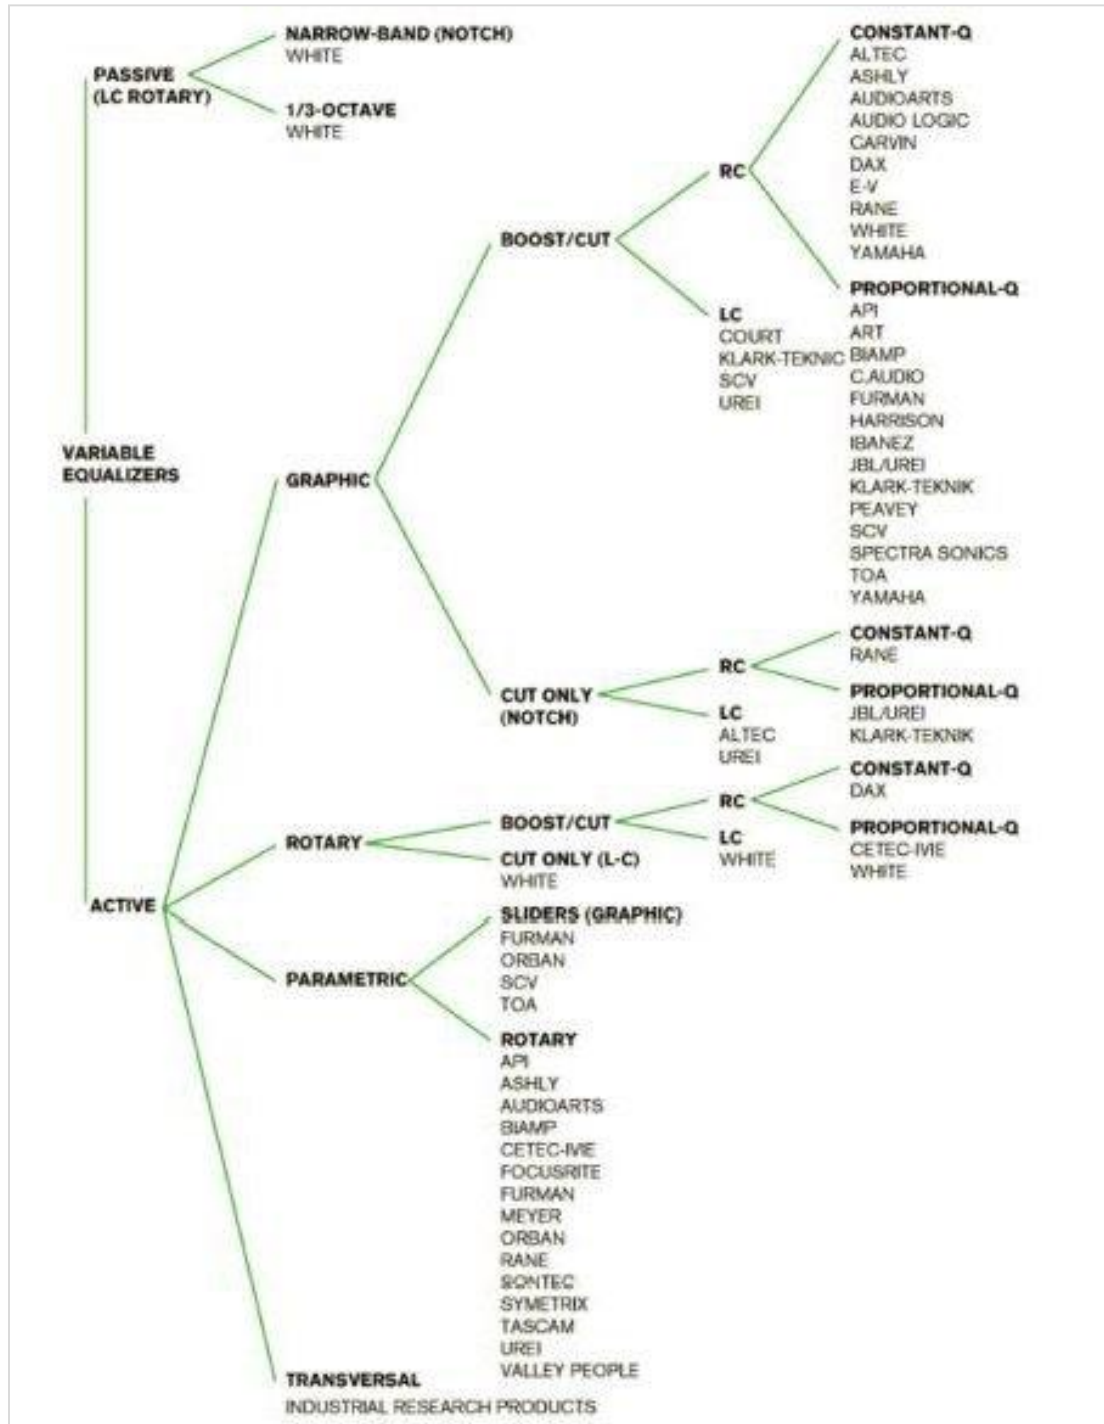 VARIABLE
EQUALIZERS
PASSIVE
(LC ROTARY)
NARROW-BAND (NOTCH)
WHITE
1/3-OCTAVE
WHITE
ACTIVE
GRAPHIC
BOOST/CUT
RC
CONSTANT-Q
ALTEC
ASHLY
AUDIOARTS
AUDIO LOGIC
CARVIN
DAX
E-V
RANE
WHITE
YAMAHA
PROPORTIONAL-Q
API
ART
BIAMP
C.AUDIO
FURMAN
HARRISON
IBANEZ
JBL/UREI
KLARK-TEKNIK
PEAVEY
SCV
SPECTRA SONICS
TOA
YAMAHA
LC
COURT
KLARK-TEKNIC
SCV
UREI
CUT ONLY
(NOTCH)
RC
CONSTANT-Q
RANE
PROPORTIONAL-Q
JBL/UREI
KLARK-TEKNIK
LC
ALTEC
UREI
ROTARY
BOOST/CUT
RC
CONSTANT-Q
DAX
PROPORTIONAL-Q
CETEC-IVIE
WHITE
LC
WHITE
CUT ONLY (L-C)
WHITE
PARAMETRIC
SLIDERS (GRAPHIC)
FURMAN
ORBAN
SCV
TOA
ROTARY
API
ASHLY
AUDIOARTS
BIAMP
CETEC-IVIE
FOCUSRITE
FURMAN
MEYER
ORBAN
RANE
SONTEC
SYMETRIX
TASCAM
UREI
VALLEY PEOPLE
TRANSVERSAL
INDUSTRIAL RESEARCH PRODUCTS